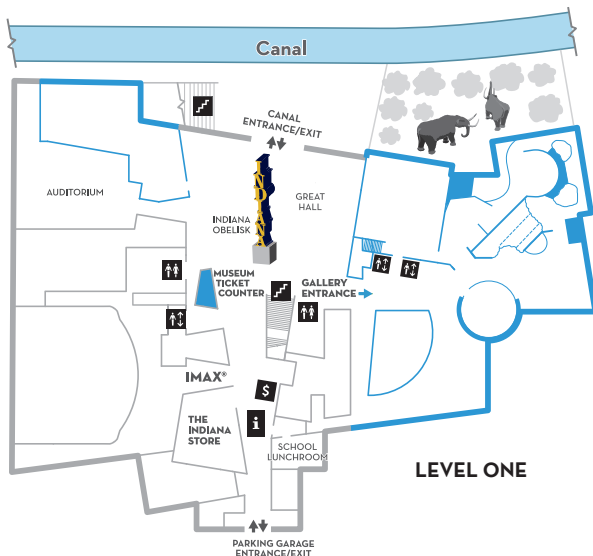 Canal
CANAL
ENTRANCE/EXIT
INDIANA
AUDITORIUM
GREAT
HALL
INDIANA
OBELISK
MUSEUM
TICKET
COUNTER
GALLERY
ENTRANCE
IMAX®
$
THE
INDIANA
STORE
i
SCHOOL
LUNCHROOM
LEVEL ONE
PARKING GARAGE
ENTRANCE/EXIT